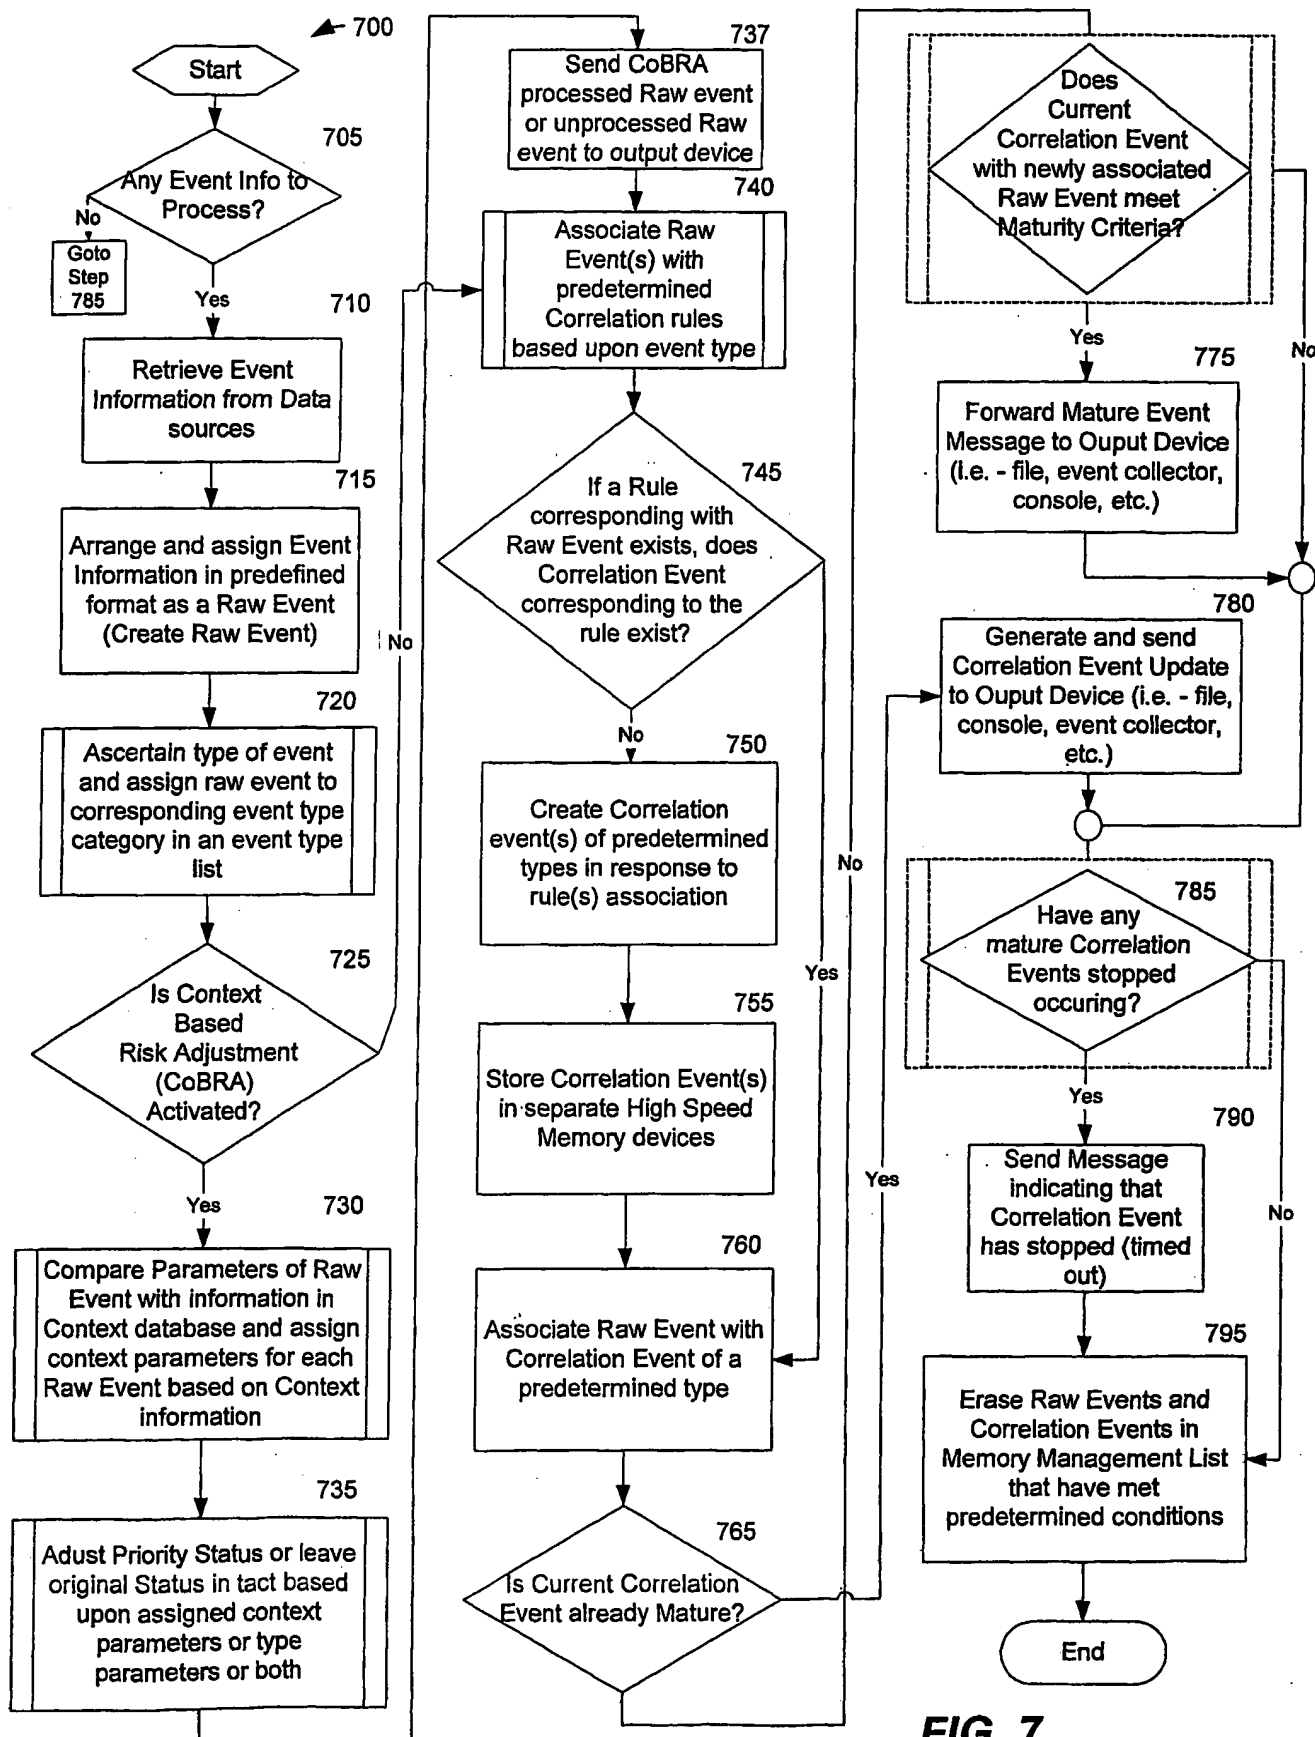 700
Start
705
Any Event Info to
Process?
No
Goto
Step
785
Yes
710
Retrieve Event
Information from Data
sources
715
Arrange and assign Event
Information in predefined
format as a Raw Event
(Create Raw Event)
720
Ascertain type of event
and assign raw event to
corresponding event type
category in an event type
list
725
Is Context
Based
Risk Adjustment
(CoBRA)
Activated?
No
Yes
730
Compare Parameters of Raw
Event with information in
Context database and assign
context parameters for each
Raw Event based on Context
information
735
Adust Priority Status or leave
original Status in tact based
upon assigned context
parameters or type
parameters or both
737
Send CoBRA
processed Raw event
or unprocessed Raw
event to output device
740
Associate Raw
Event(s) with
predetermined
Correlation rules
based upon event type
745
If a Rule
corresponding with
Raw Event exists, does
Correlation Event
corresponding to the
rule exist?
No
750
Create Correlation
event(s) of predetermined
types in response to
rule(s) association
Yes
755
Store Correlation Event(s)
in separate High Speed
Memory devices
760
Associate Raw Event with
Correlation Event of a
predetermined type
765
Is Current Correlation
Event already Mature?
No
Yes
Does
Current
Correlation Event
with newly associated
Raw Event meet
Maturity Criteria?
Yes
No
775
Forward Mature Event
Message to Ouput Device
(i.e. - file, event collector,
console, etc.)
780
Generate and send
Correlation Event Update
to Ouput Device (i.e. - file,
console, event collector,
etc.)
785
Have any
mature Correlation
Events stopped
occuring?
Yes
No
790
Send Message
indicating that
Correlation Event
has stopped (timed
out)
795
Erase Raw Events and
Correlation Events in
Memory Management List
that have met
predetermined conditions
End
FIG. 7